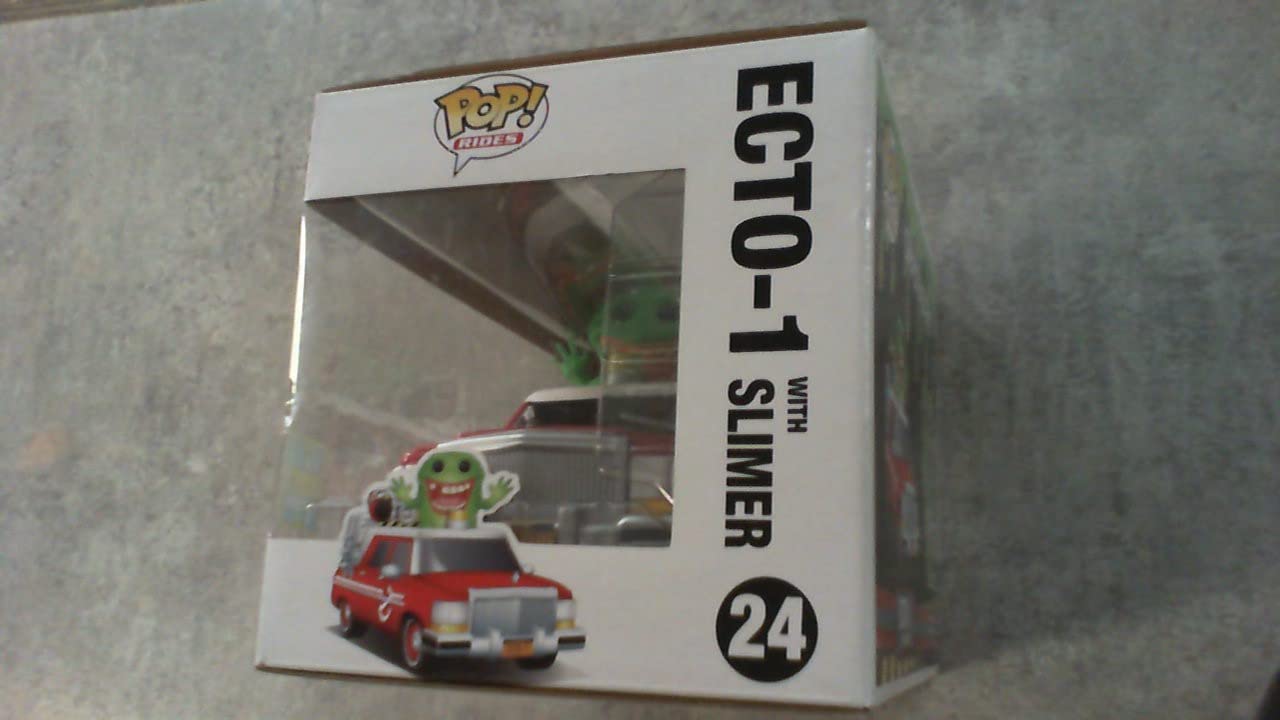 POP!
RIDES
ECTO-1
WITH
SLIMER
24